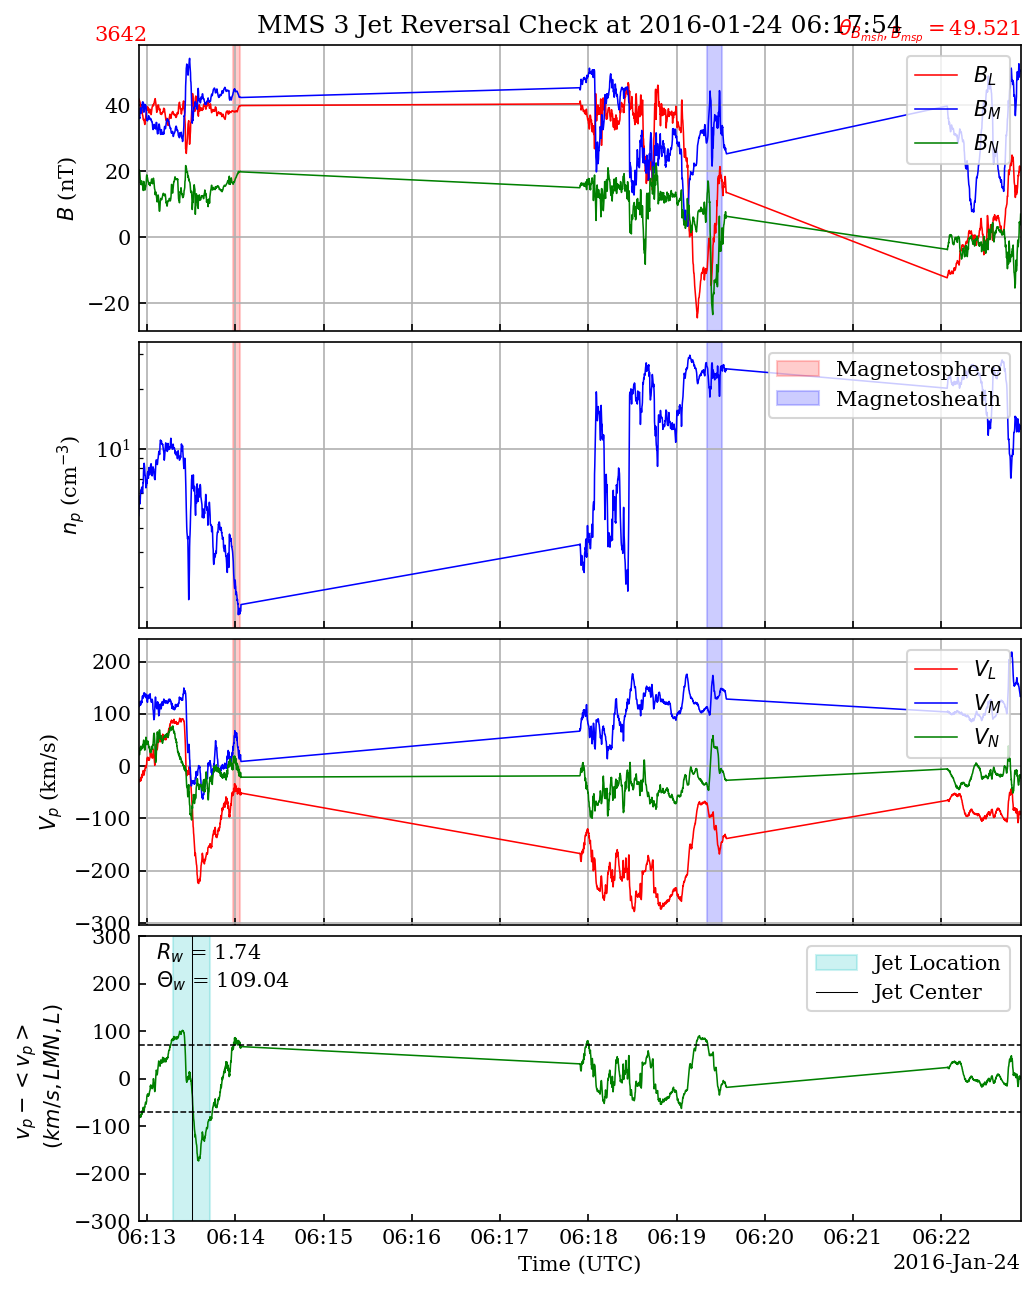 MMS 3 Jet Reversal Check at 2016-01-24 06:17:54
3642
θ_{B_{msh}, B_{msp}} = 49.521
B (nT)
40
20
0
−20
B_L
B_M
B_N
n_p (cm^{−3})
10^1
Magnetosphere
Magnetosheath
V_p (km/s)
200
100
0
−100
−200
−300
V_L
V_M
V_N
v_p − < v_p >
(km/s, LMN, L)
300
200
100
0
−100
−200
−300
R_w = 1.74
Θ_w = 109.04
Jet Location
Jet Center
06:13 06:14 06:15 06:16 06:17 06:18 06:19 06:20 06:21 06:22
Time (UTC)
2016-Jan-24